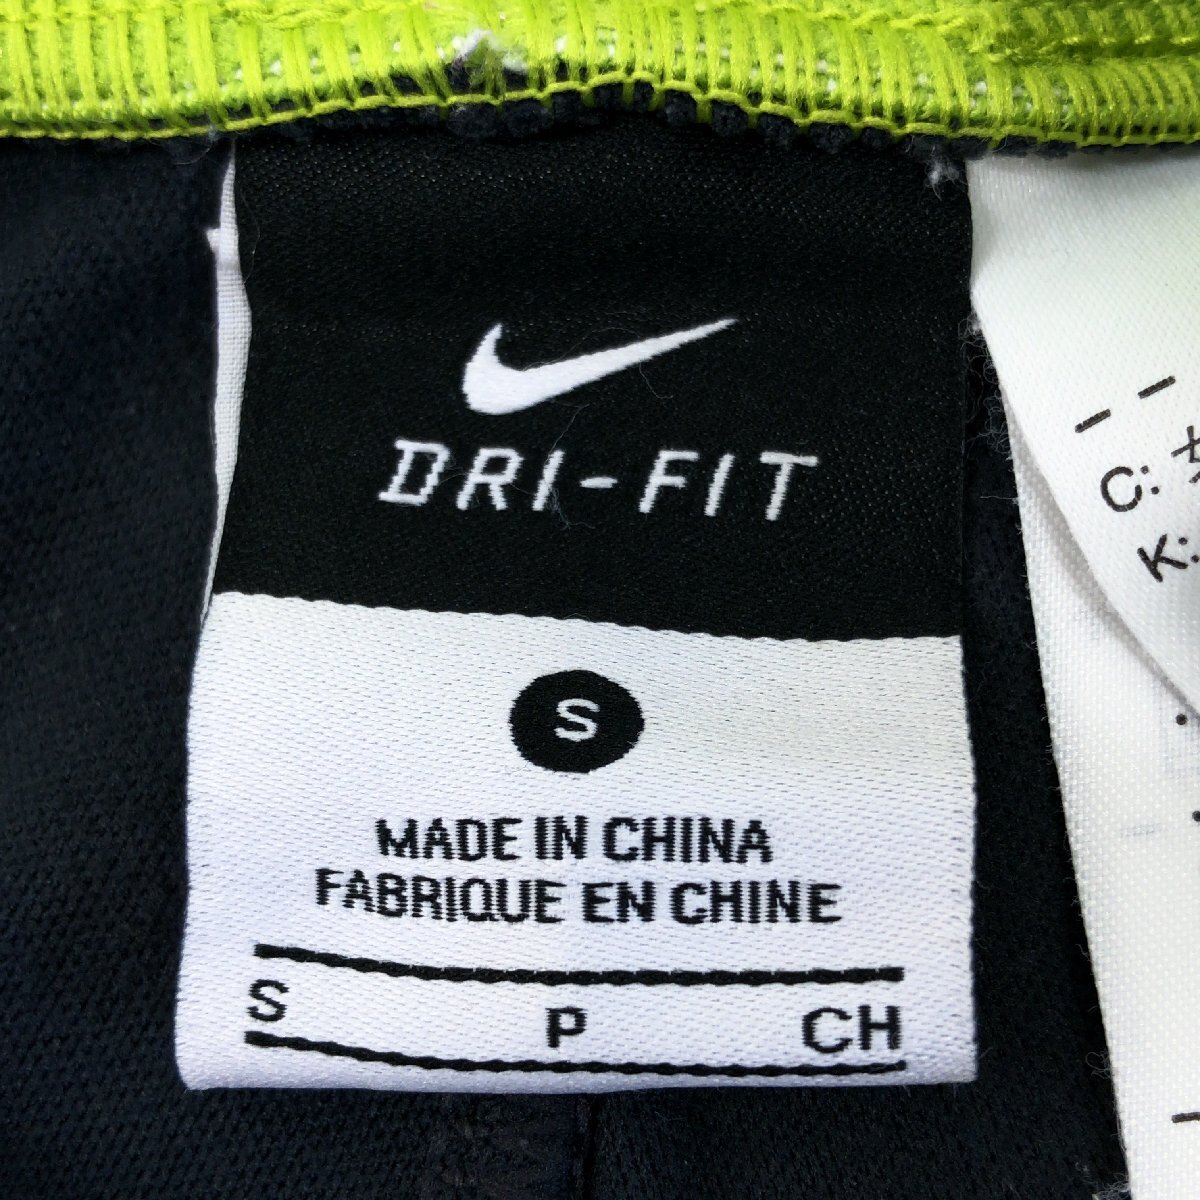 DRI-FIT
S
MADE IN CHINA
FABRIQUE EN CHINE
S P CH
C:
K: